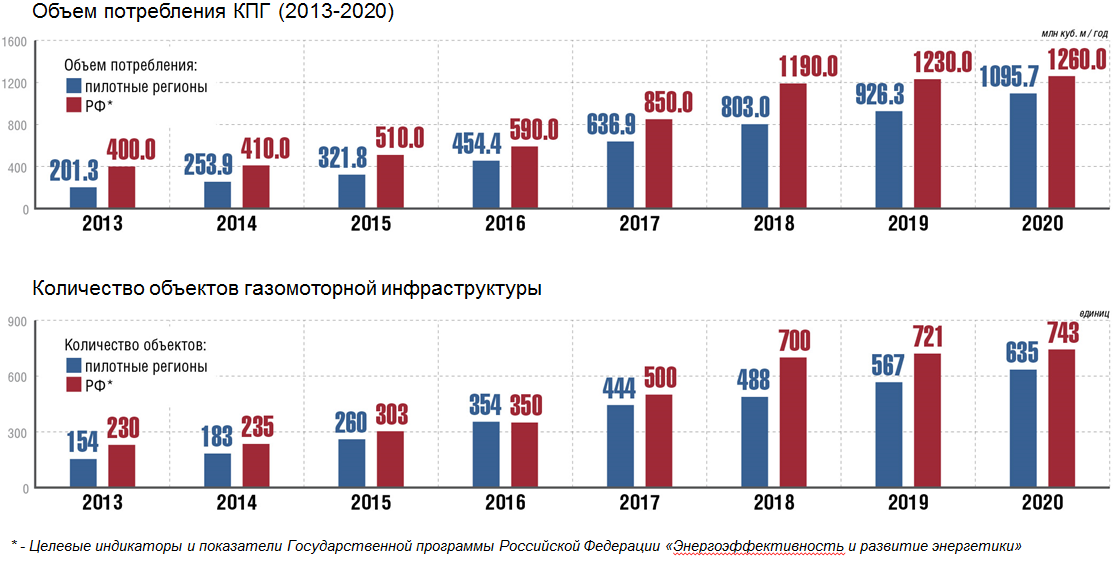 Объем потребления КПГ (2013-2020)
млн куб. м / год
1600
1200
800
400
0
Объем потребления:
пилотные регионы
РФ*
201.3 400.0 253.9 410.0 321.8 510.0 454.4 590.0 636.9 850.0 803.0 1190.0 926.3 1230.0 1095.7 1260.0
2013 2014 2015 2016 2017 2018 2019 2020
Количество объектов газомоторной инфраструктуры
единиц
900
600
300
0
Количество объектов:
пилотные регионы
РФ*
154 230 183 235 260 303 354 350 444 500 488 700 567 721 635 743
2013 2014 2015 2016 2017 2018 2019 2020
* - Целевые индикаторы и показатели Государственной программы Российской Федерации «Энергоэффективность и развитие энергетики»